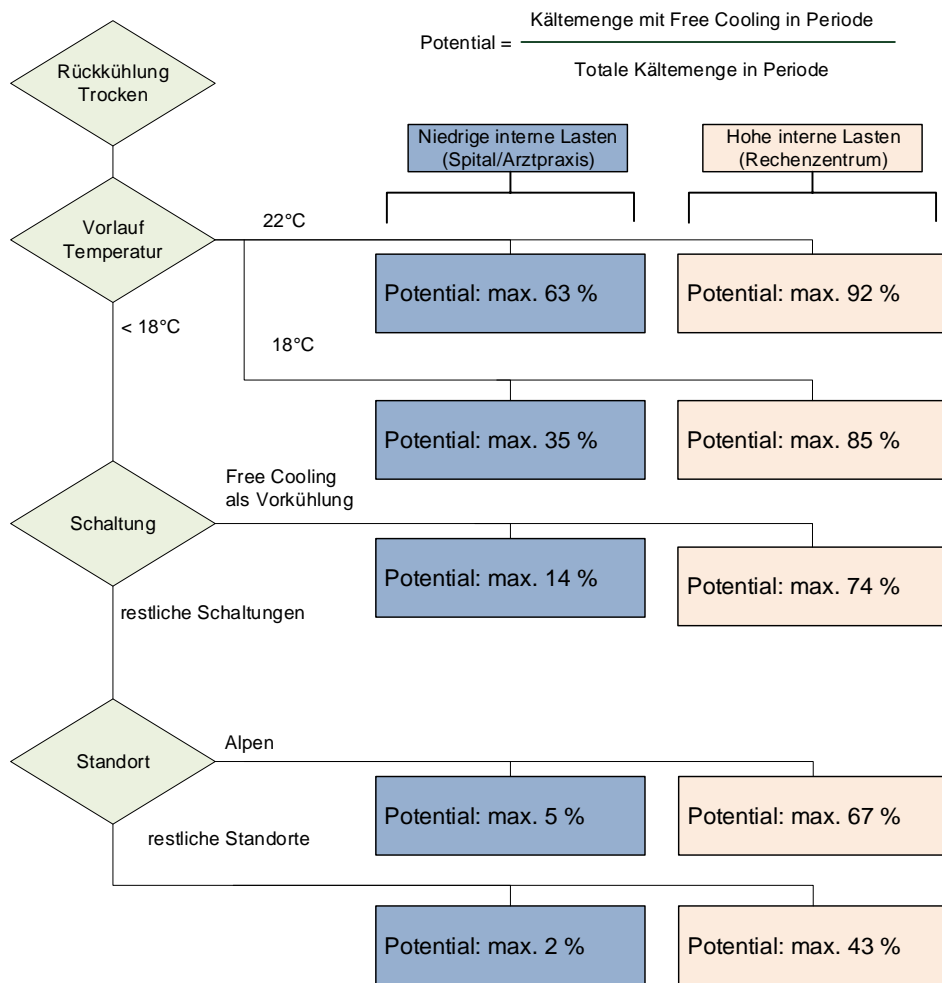 Kältemenge mit Free Cooling in Periode
Potential =
Totale Kältemenge in Periode
Rückkühlung
Trocken
Niedrige interne Lasten
(Spital/Arztpraxis)
Hohe interne Lasten
(Rechenzentrum)
Vorlauf
Temperatur
22°C
Potential: max. 63 %
Potential: max. 92 %
< 18°C
18°C
Potential: max. 35 %
Potential: max. 85 %
Schaltung
Free Cooling
als Vorkühlung
Potential: max. 14 %
Potential: max. 74 %
restliche Schaltungen
Standort
Alpen
Potential: max. 5 %
Potential: max. 67 %
restliche Standorte
Potential: max. 2 %
Potential: max. 43 %